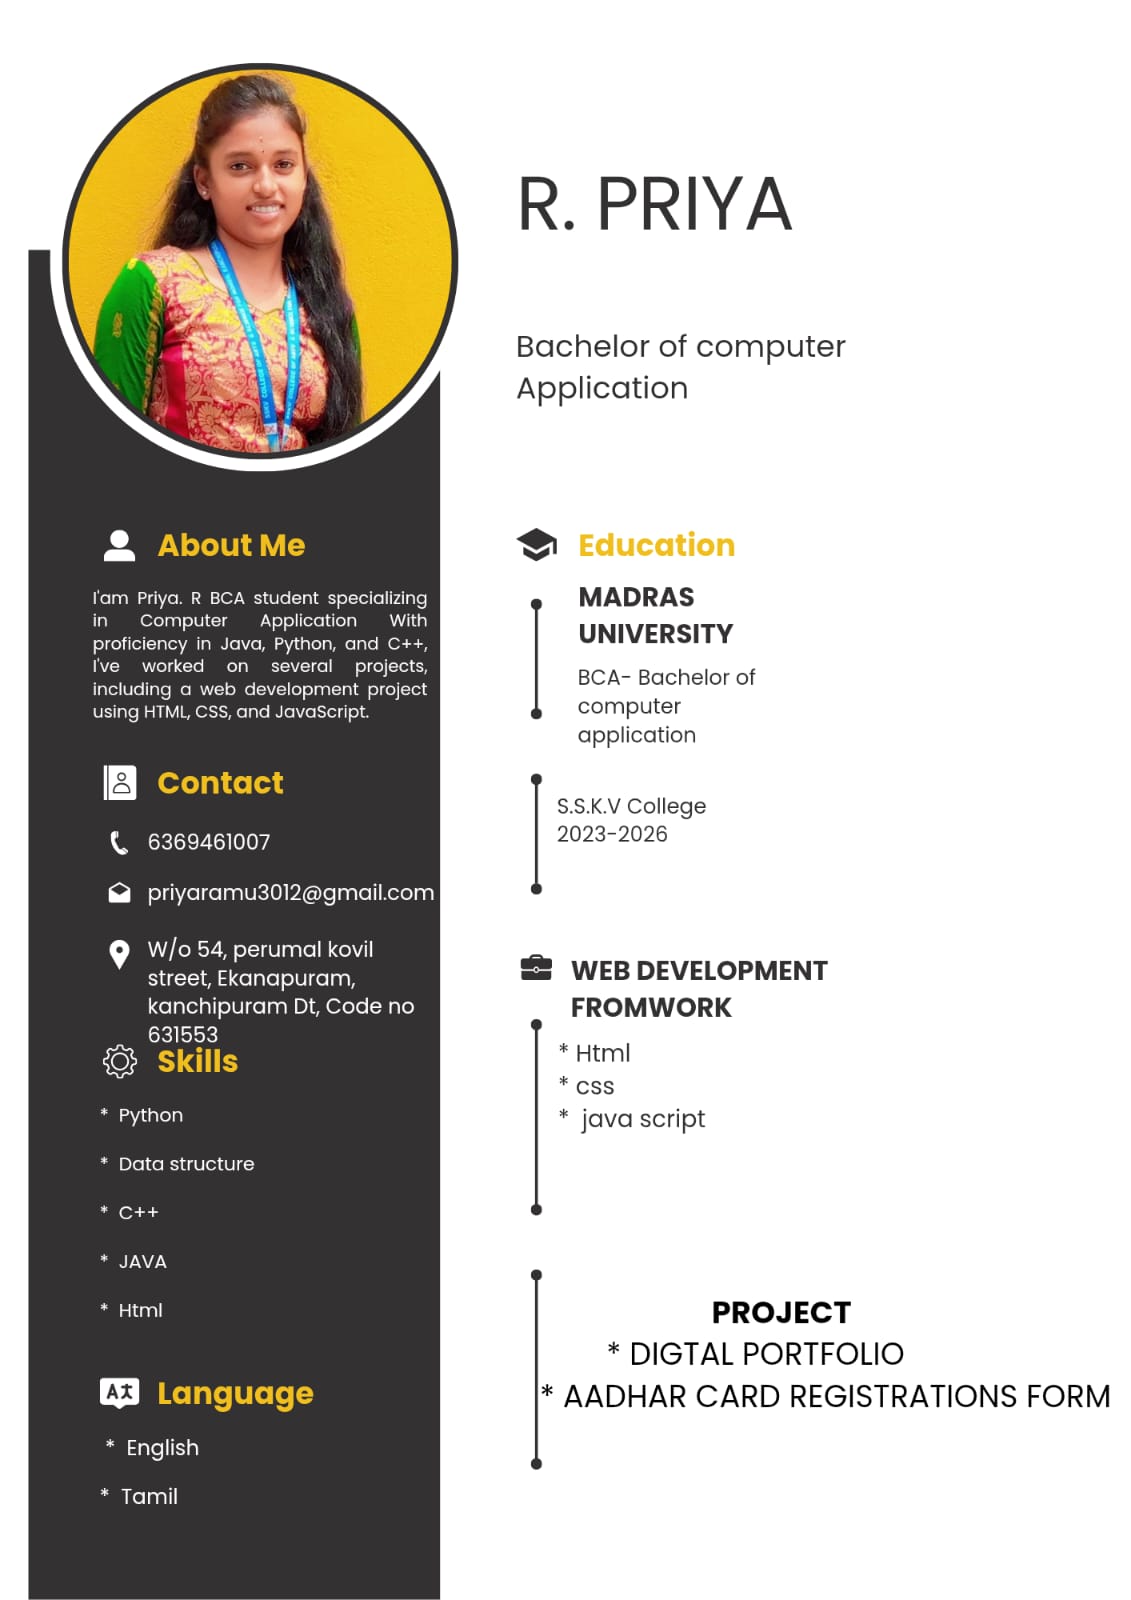 R. PRIYA
Bachelor of computer
Application
About Me
I'am Priya. R BCA student specializing
in Computer Application With
proficiency in Java, Python, and C++,
I've worked on several projects,
including a web development project
using HTML, CSS, and JavaScript.
Contact
6369461007
priyaramu3012@gmail.com
W/o 54, perumal kovil
street, Ekanapuram,
kanchipuram Dt, Code no
631553
Skills
* Python
* Data structure
* C++
* JAVA
* Html
Language
* English
* Tamil
Education
MADRAS
UNIVERSITY
BCA- Bachelor of
computer
application
S.S.K.V College
2023-2026
WEB DEVELOPMENT
FROMWORK
* Html
* css
* java script
PROJECT
* DIGTAL PORTFOLIO
* AADHAR CARD REGISTRATIONS FORM